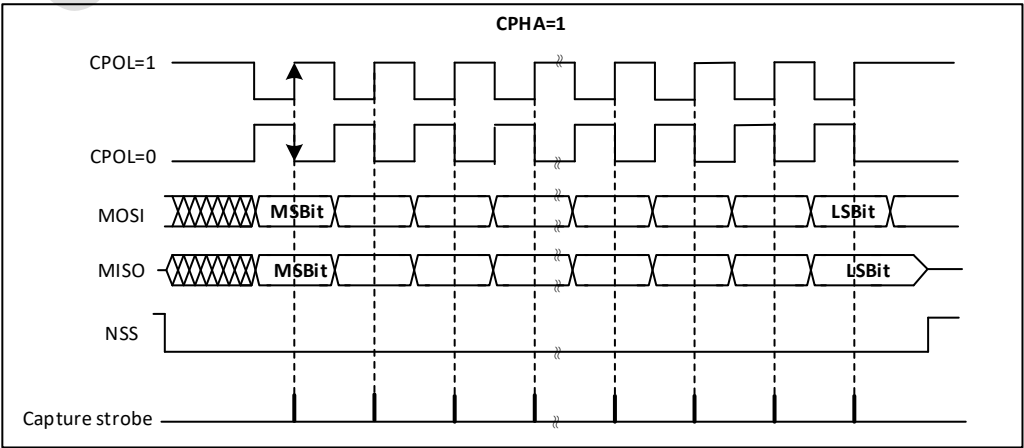 CPHA=1
CPOL=1
CPOL=0
MOSI MSBit LSBit
MISO MSBit LSBit
NSS
Capture strobe